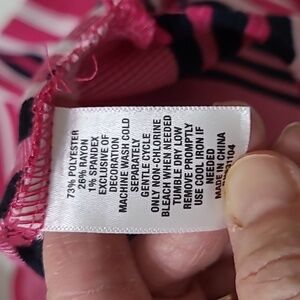 73% POLYESTER
26% RAYON
1% SPANDEX
EXCLUSIVE OF
DECORATION
MACHINE WASH COLD
SEPARATELY
GENTLE CYCLE
ONLY NON-CHLORINE
BLEACH WHEN NEEDED
TUMBLE DRY LOW
REMOVE PROMPTLY
USE COOL IRON IF
NEEDED
MADE IN CHINA